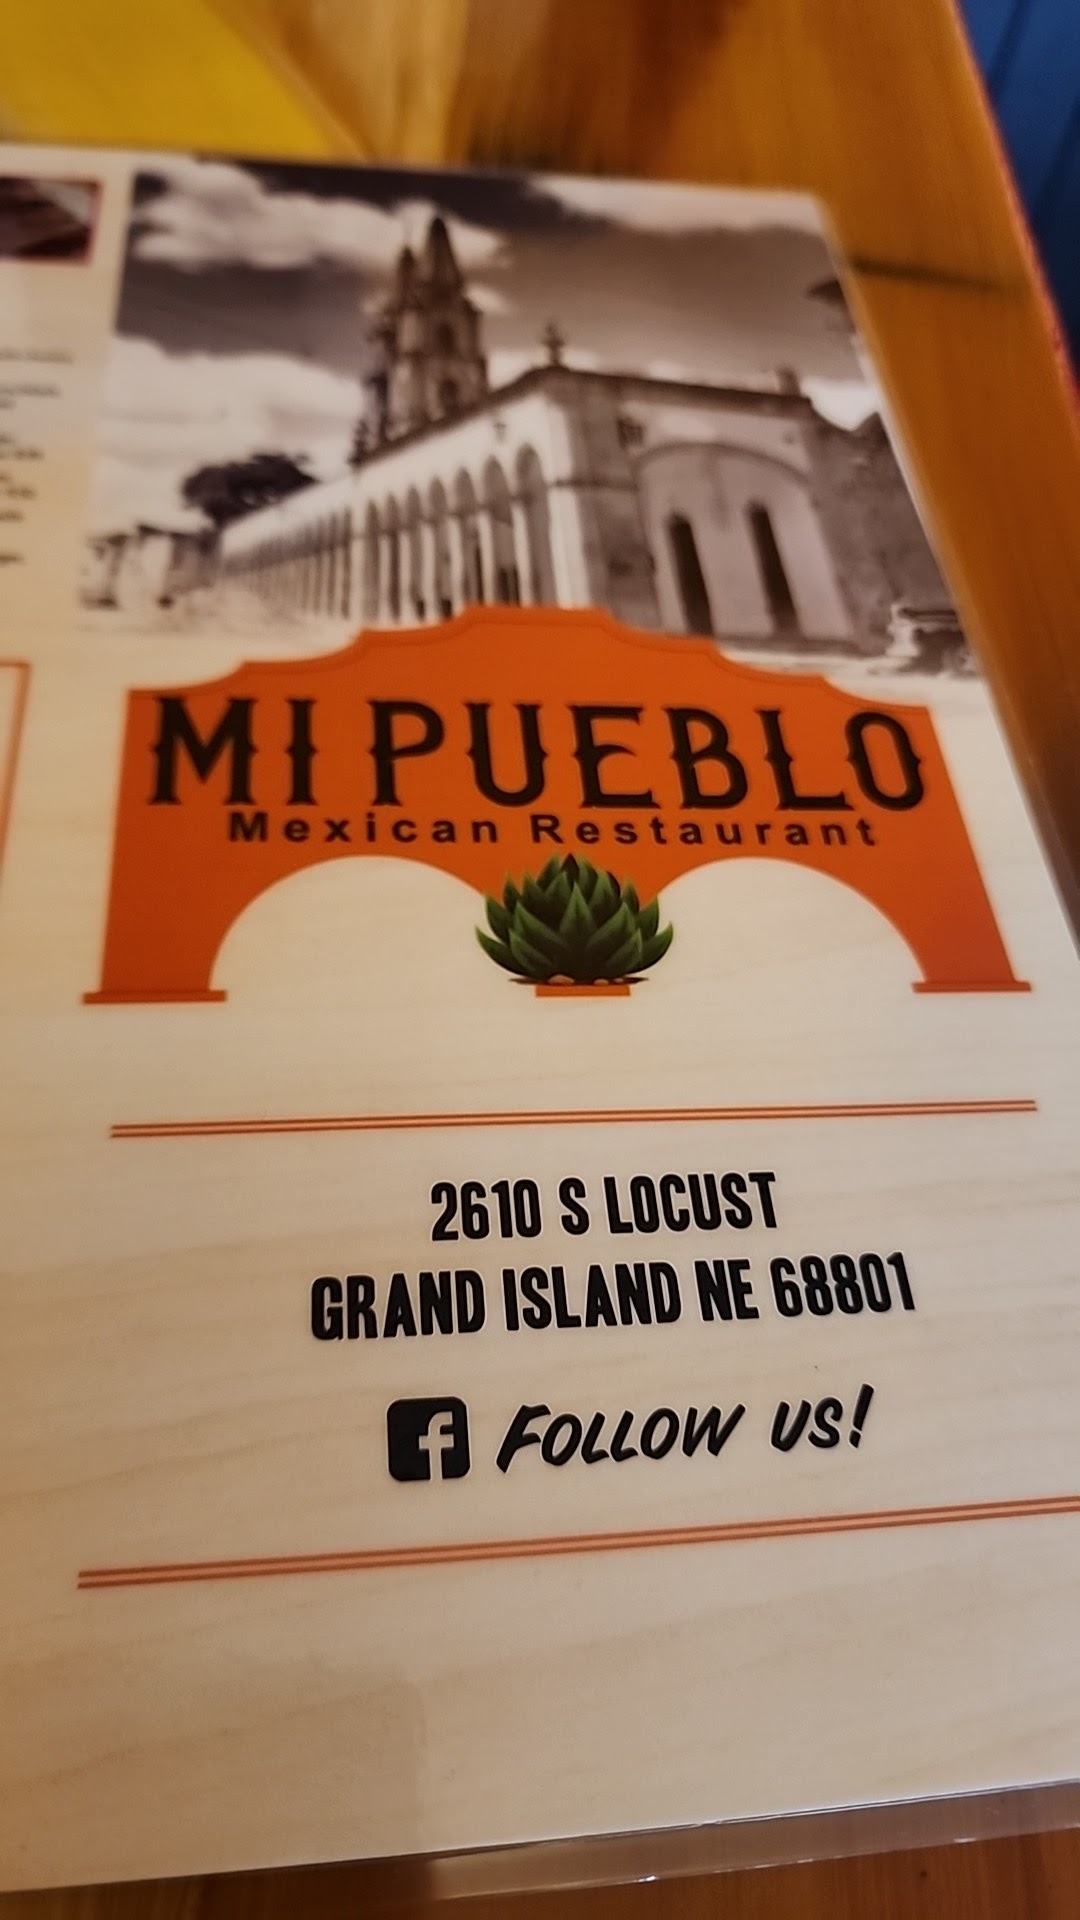 MI PUEBLO
Mexican Restaurant
2610 S LOCUST
GRAND ISLAND NE 68801
f FOLLOW US!